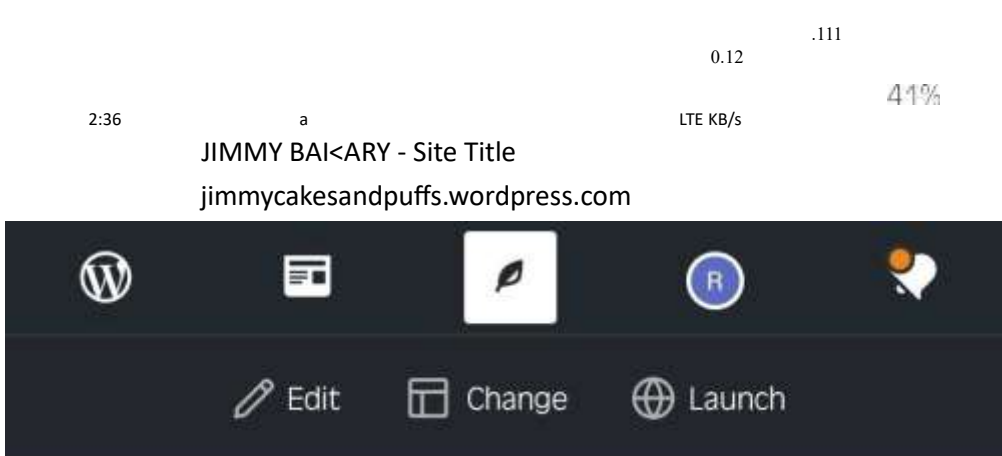 .111
0.12
41%
2:36 a LTE KB/s
JIMMY BAI<ARY - Site Title
jimmycakesandpuffs.wordpress.com
W R
Edit Change Launch